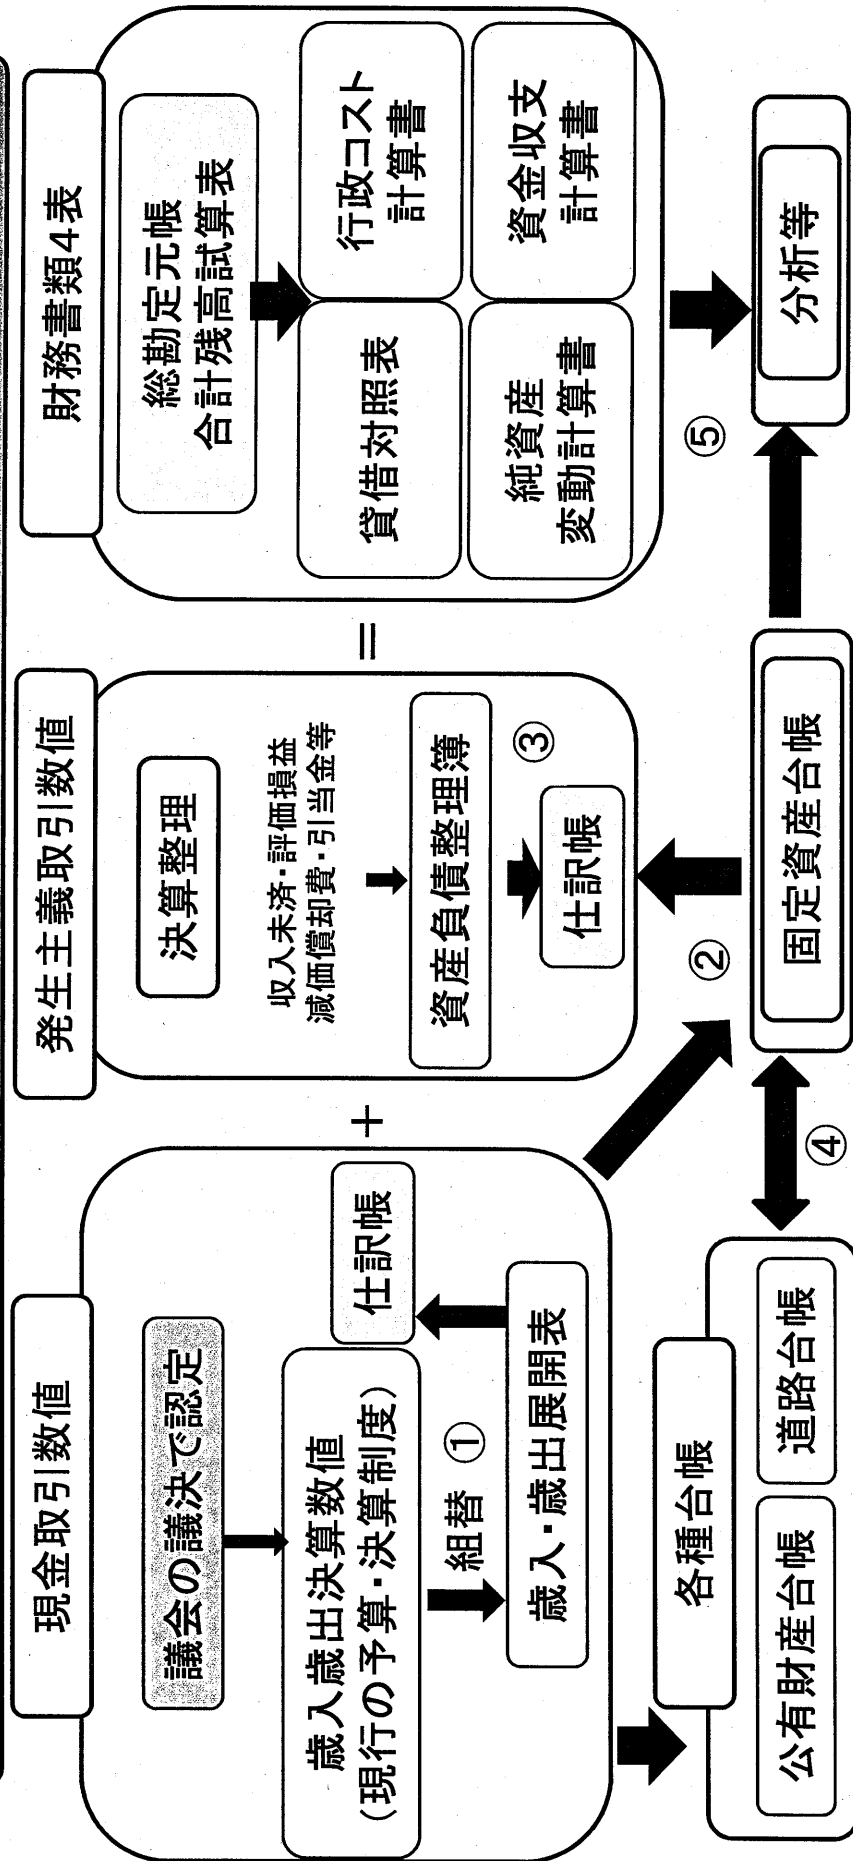 現金取引数値
議会の議決で認定
歳入歳出決算数値
(現行の予算・決算制度)
組替 ①
仕訳帳
歳入・歳出展開表
+
発生主義取引数値
決算整理
収入未済・評価損益
減価償却費・引当金等
資産負債整理簿
③
仕訳帳
=
財務書類4表
総勘定元帳
合計残高試算表
貸借対照表
行政コスト
計算書
純資産
変動計算書
資金収支
計算書
②
⑤
各種台帳
公有財産台帳
道路台帳
④
固定資産台帳
分析等